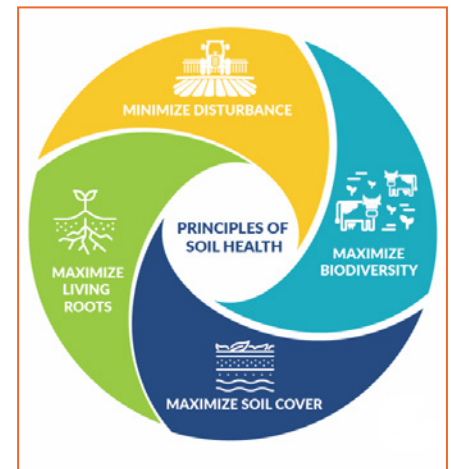 MINIMIZE DISTURBANCE
MAXIMIZE
BIODIVERSITY
MAXIMIZE SOIL COVER
MAXIMIZE
LIVING
ROOTS
PRINCIPLES OF
SOIL HEALTH